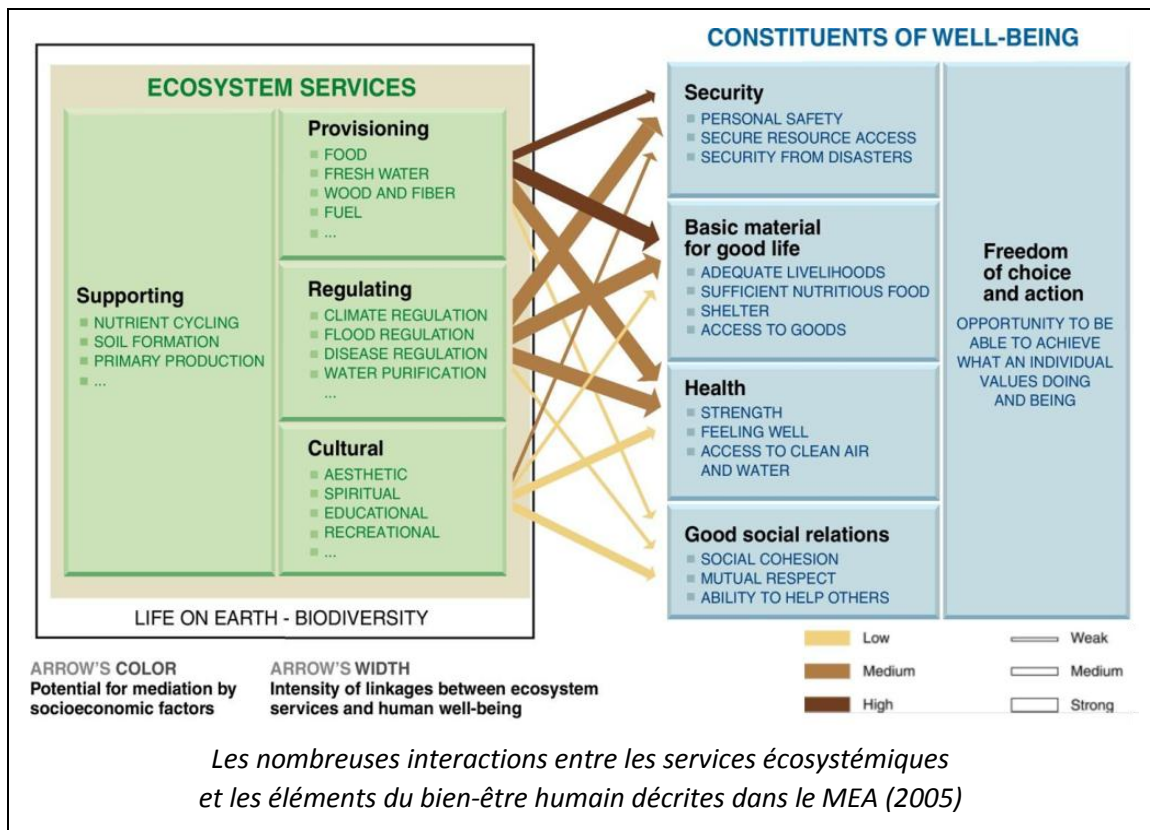 CONSTITUENTS OF WELL-BEING
ECOSYSTEM SERVICES
Supporting
NUTRIENT CYCLING
SOIL FORMATION
PRIMARY PRODUCTION
...
Provisioning
FOOD
FRESH WATER
WOOD AND FIBER
FUEL
...
Regulating
CLIMATE REGULATION
FLOOD REGULATION
DISEASE REGULATION
WATER PURIFICATION
...
Cultural
AESTHETIC
SPIRITUAL
EDUCATIONAL
RECREATIONAL
...
LIFE ON EARTH - BIODIVERSITY
Security
PERSONAL SAFETY
SECURE RESOURCE ACCESS
SECURITY FROM DISASTERS
Basic material
for good life
ADEQUATE LIVELIHOODS
SUFFICIENT NUTRITIOUS FOOD
SHELTER
ACCESS TO GOODS
Health
STRENGTH
FEELING WELL
ACCESS TO CLEAN AIR
AND WATER
Good social relations
SOCIAL COHESION
MUTUAL RESPECT
ABILITY TO HELP OTHERS
Freedom
of choice
and action
OPPORTUNITY TO BE
ABLE TO ACHIEVE
WHAT AN INDIVIDUAL
VALUES DOING
AND BEING
ARROW'S COLOR
Potential for mediation by
socioeconomic factors
ARROW'S WIDTH
Intensity of linkages between ecosystem
services and human well-being
Low
Medium
High
Weak
Medium
Strong
Les nombreuses interactions entre les services écosystémiques
et les éléments du bien-être humain décrites dans le MEA (2005)